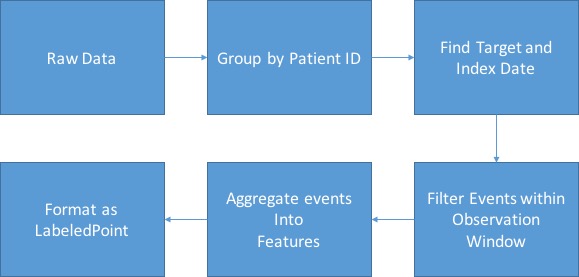 Raw Data
Group by Patient ID
Find Target and
Index Date
Filter Events within
Observation
Window
Aggregate events
Into
Features
Format as
LabeledPoint